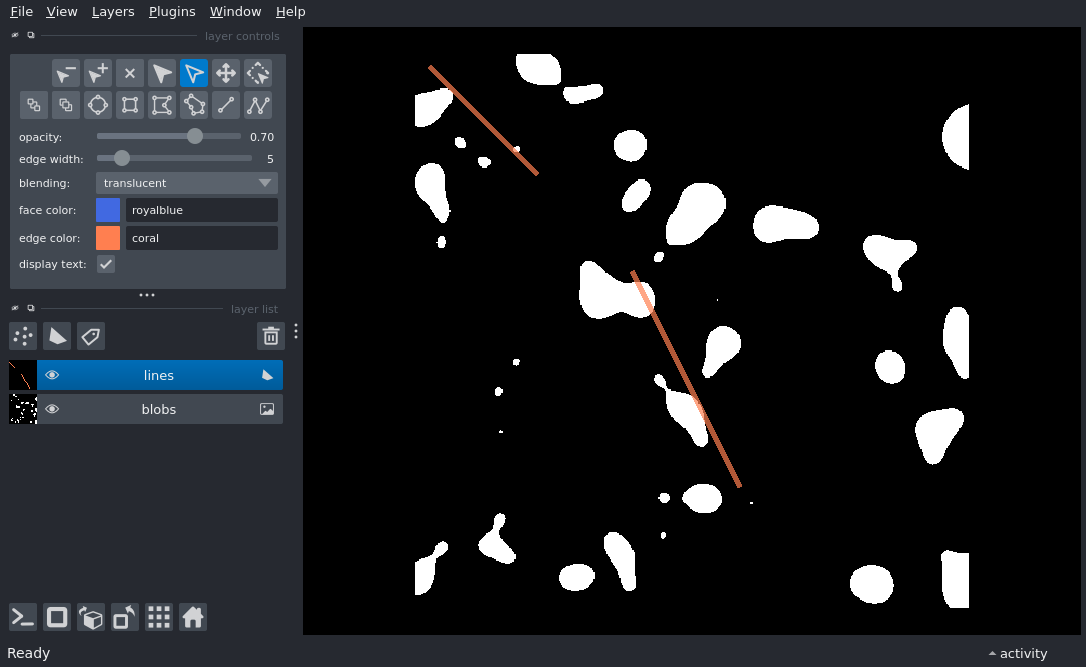 File View Layers Plugins Window Help
layer controls
opacity: 0.70
edge width: 5
blending: translucent
face color: royalblue
edge color: coral
display text:
layer list
lines
blobs
Ready
activity